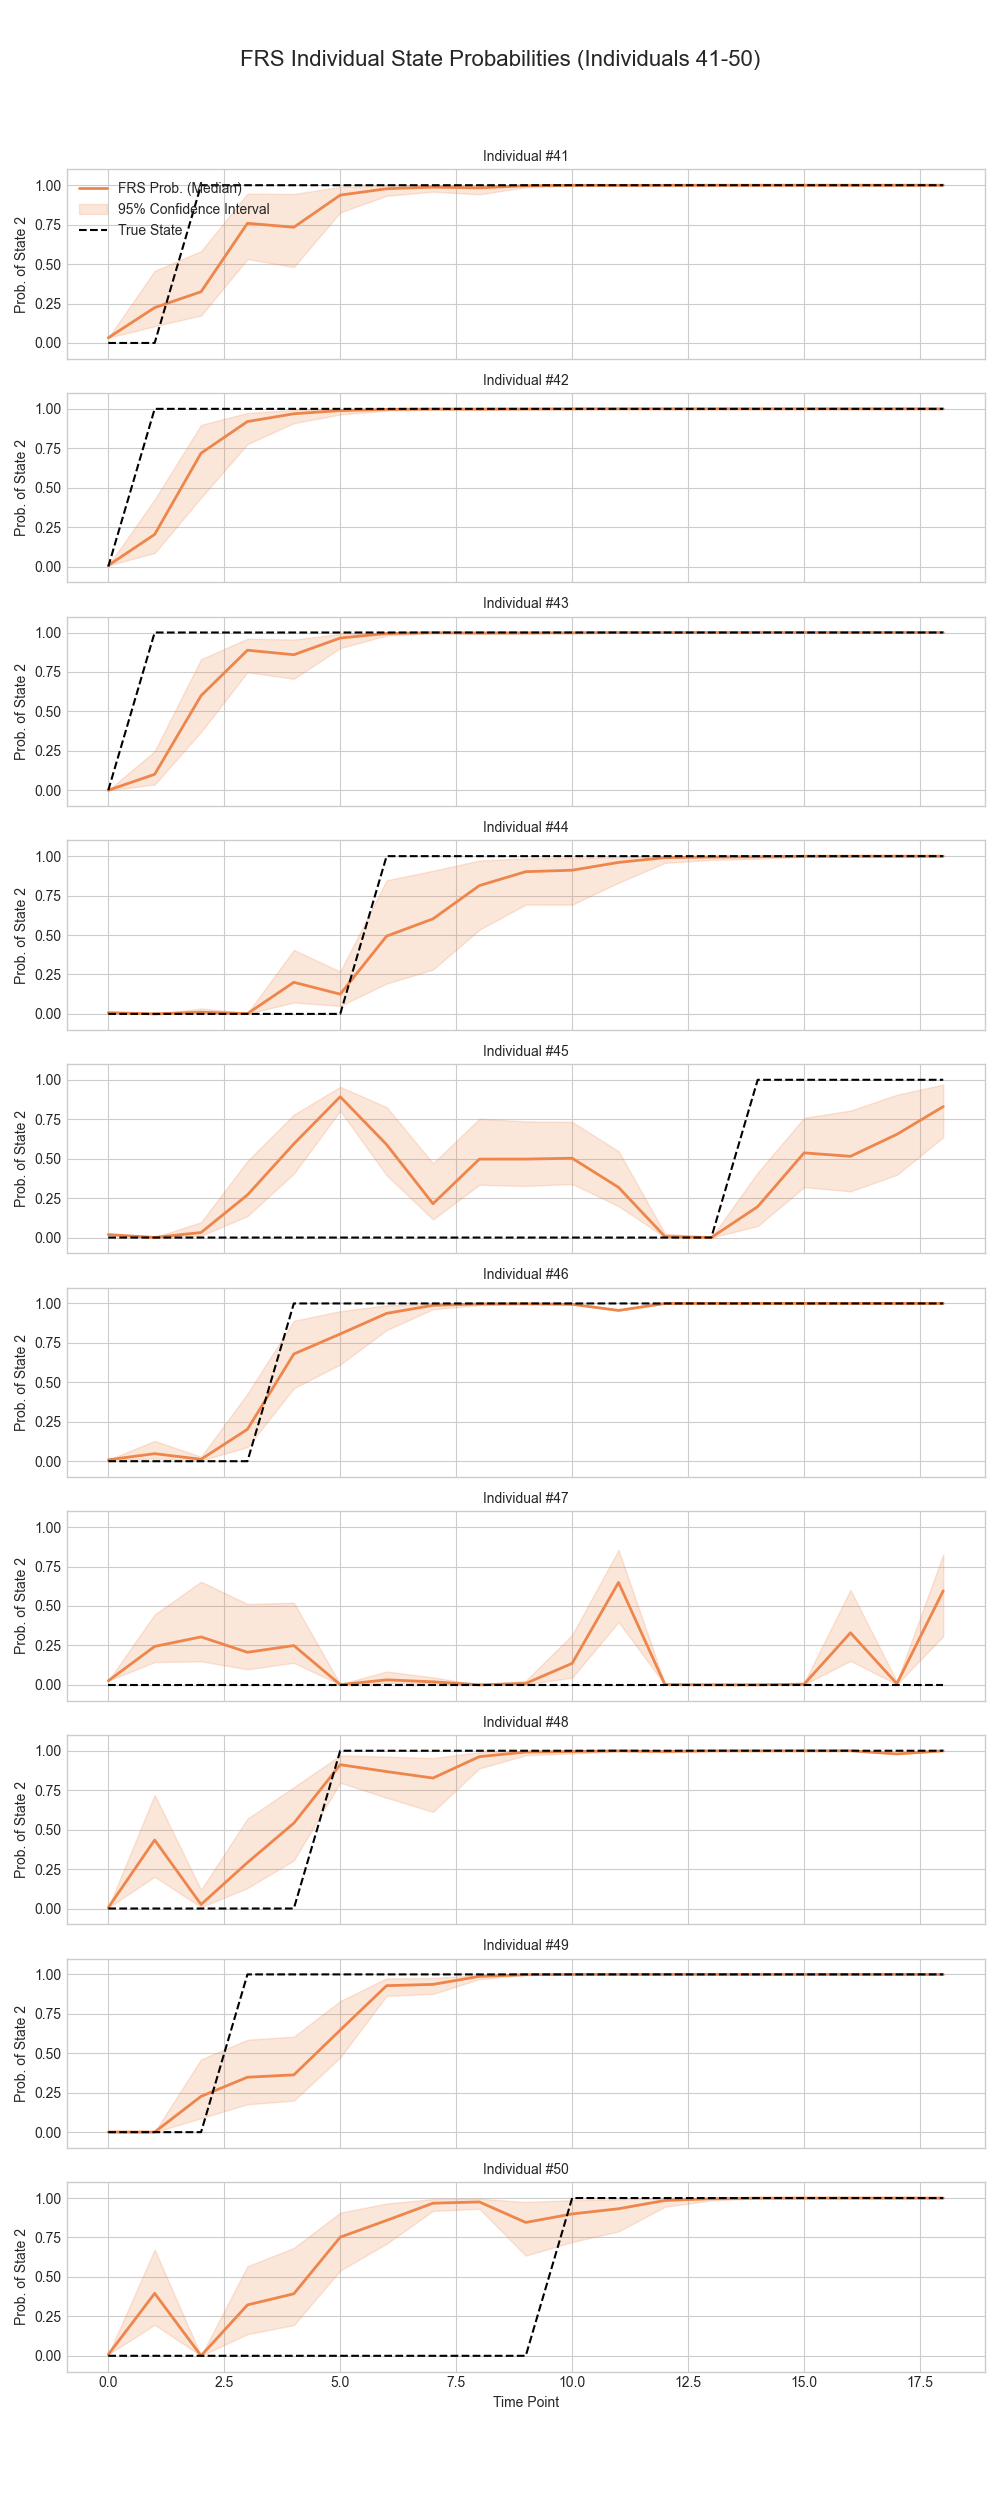 FRS Individual State Probabilities (Individuals 41-50)
Individual #41
FRS Prob. (Median)
95% Confidence Interval
True State
1.00
0.75
0.50
0.25
0.00
Prob. of State 2
Individual #42
1.00
0.75
0.50
0.25
0.00
Prob. of State 2
Individual #43
1.00
0.75
0.50
0.25
0.00
Prob. of State 2
Individual #44
1.00
0.75
0.50
0.25
0.00
Prob. of State 2
Individual #45
1.00
0.75
0.50
0.25
0.00
Prob. of State 2
Individual #46
1.00
0.75
0.50
0.25
0.00
Prob. of State 2
Individual #47
1.00
0.75
0.50
0.25
0.00
Prob. of State 2
Individual #48
1.00
0.75
0.50
0.25
0.00
Prob. of State 2
Individual #49
1.00
0.75
0.50
0.25
0.00
Prob. of State 2
Individual #50
1.00
0.75
0.50
0.25
0.00
Prob. of State 2
0.0 2.5 5.0 7.5 10.0 12.5 15.0 17.5
Time Point